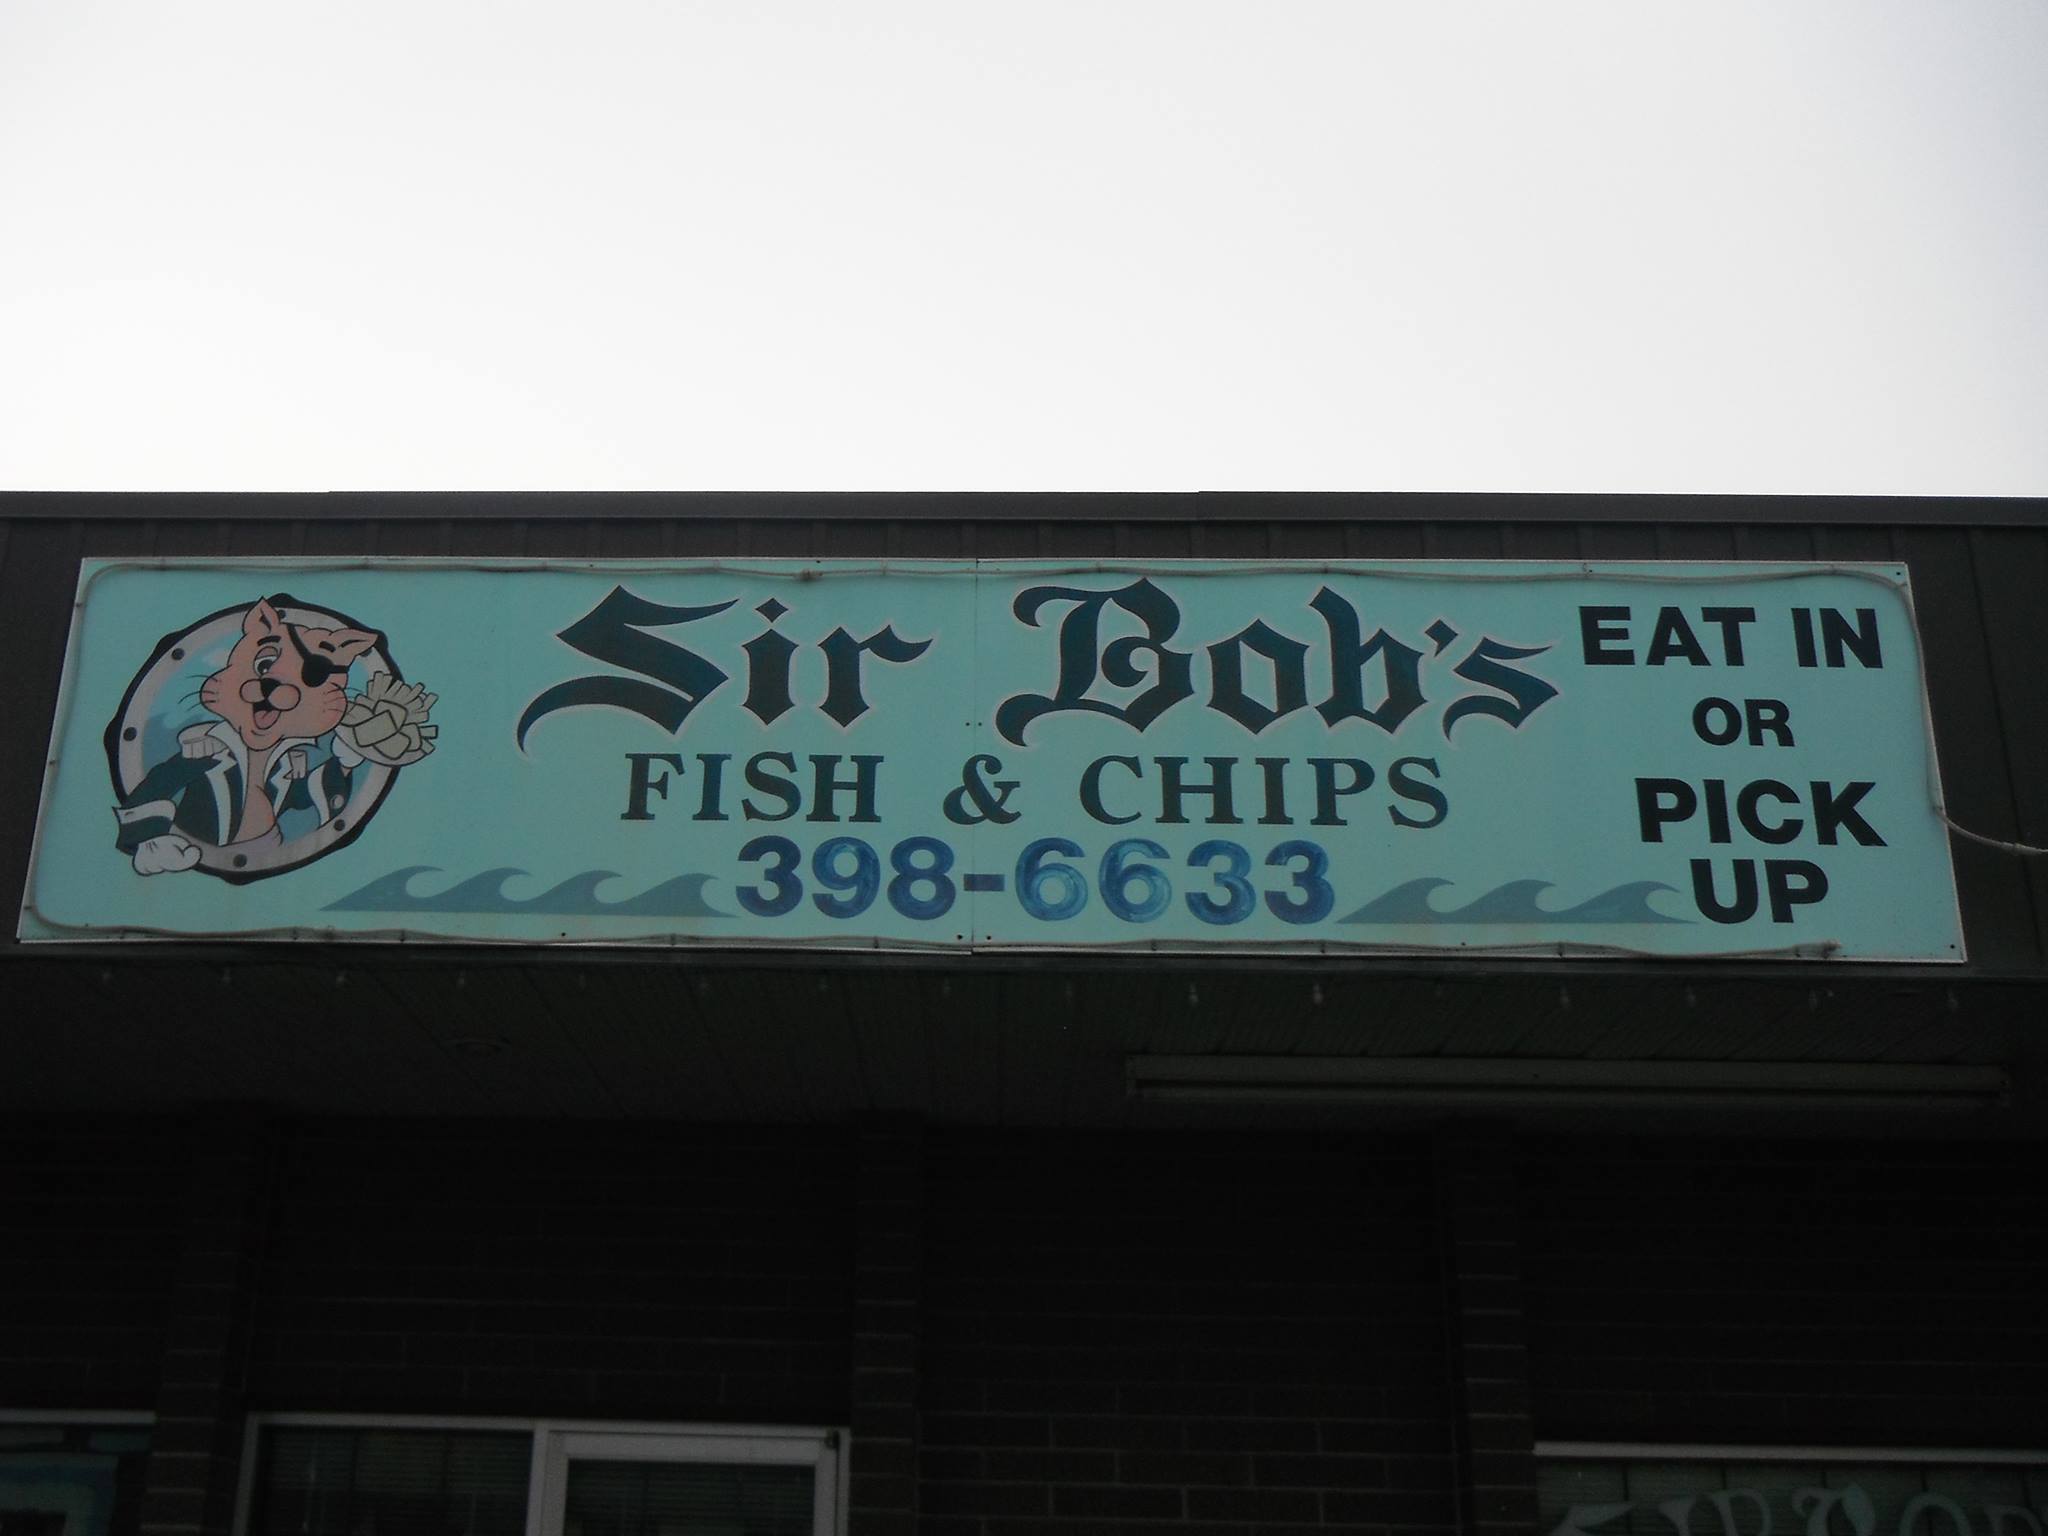 Sir Bob's
FISH & CHIPS
398-6633
EAT IN
OR
PICK
UP